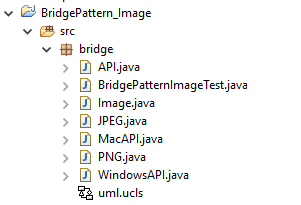 BridgePattern_Image
src
bridge
API.java
BridgePatternImageTest.java
Image.java
JPEG.java
MacAPI.java
PNG.java
WindowsAPI.java
uml.ucls